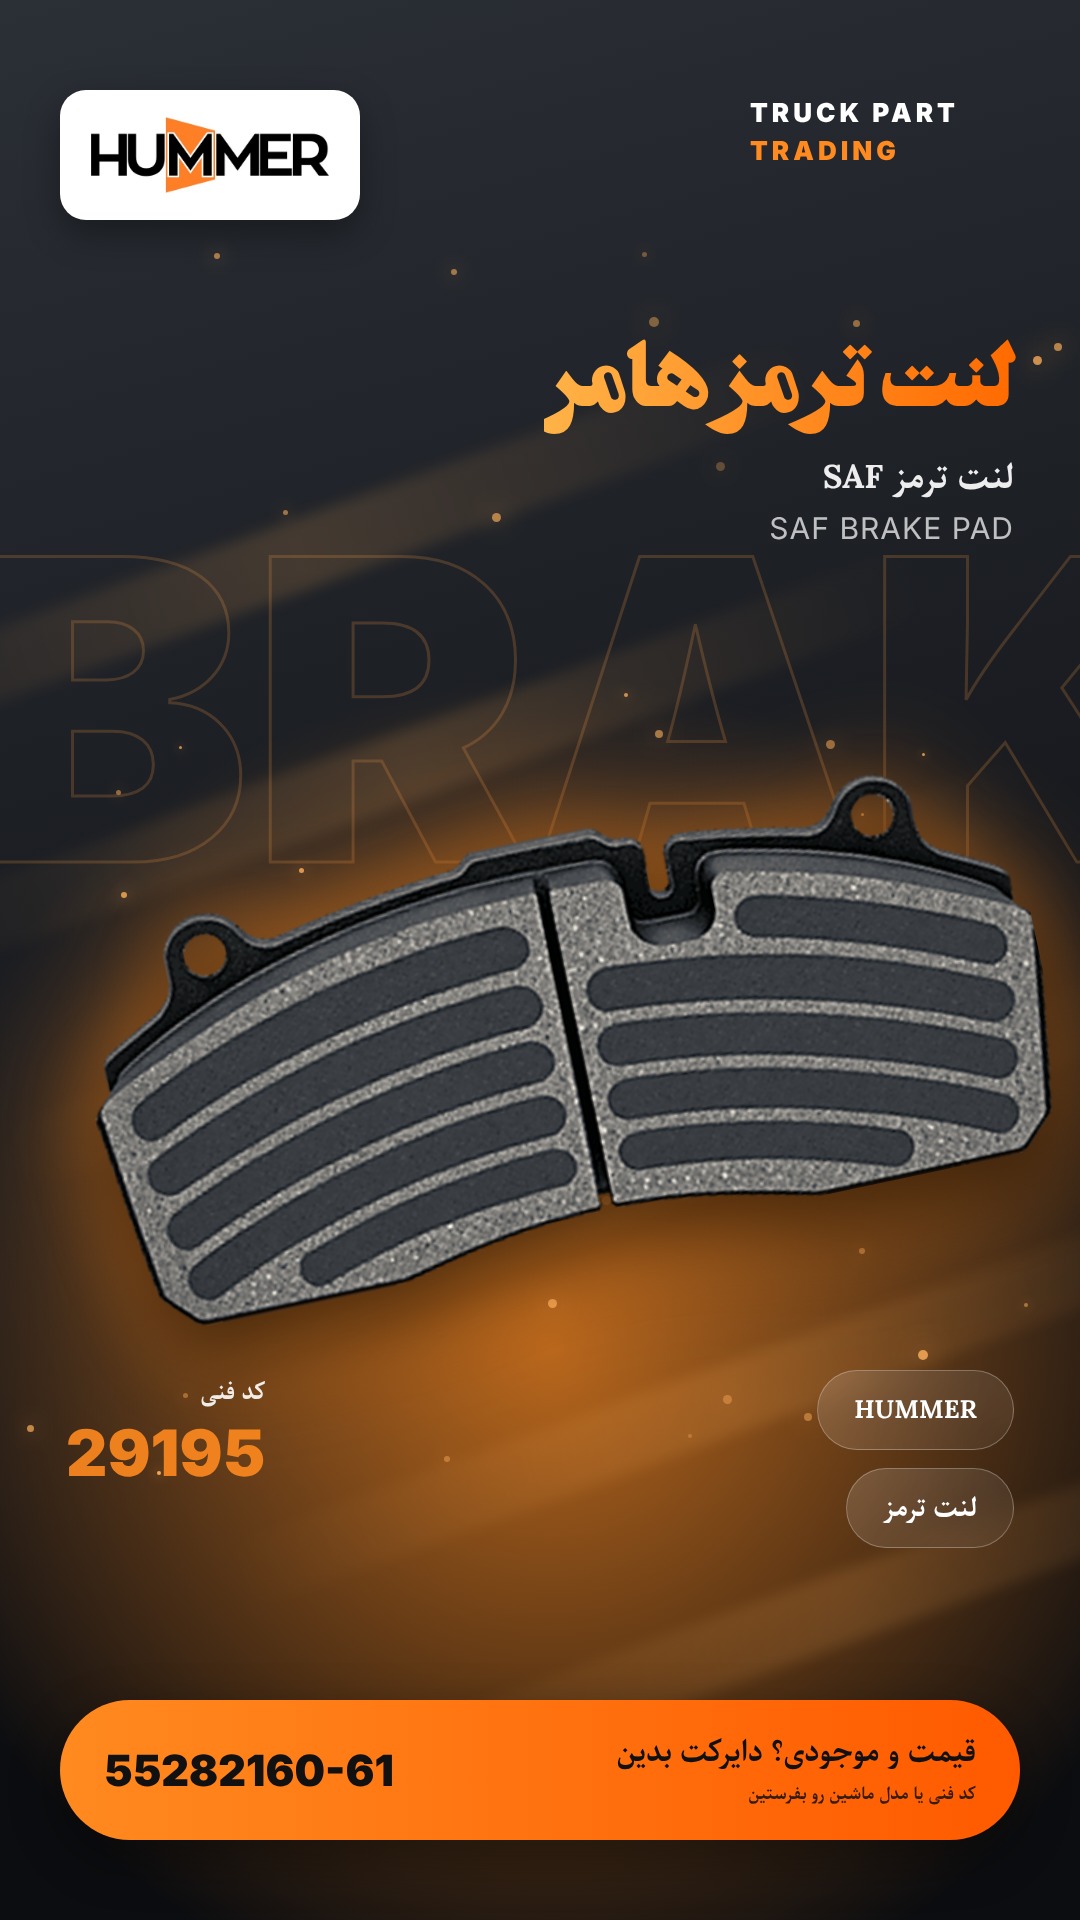 HUMMER
TRUCK PART
TRADING
لنت ترمز هامر
لنت ترمز SAF
SAF BRAKE PAD
BRAK
کد فنی
29195
HUMMER
لنت ترمز
قیمت و موجودی؟ دایرکت بدین
کد فنی یا مدل ماشین رو بفرستین
55282160-61